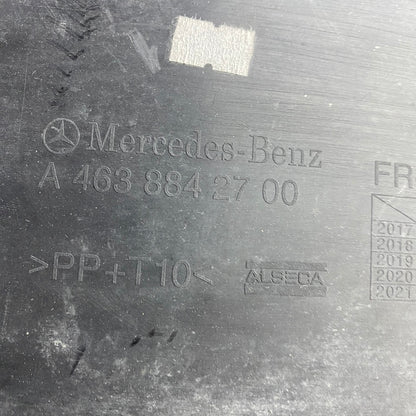 Mercedes-Benz
A 463 884 27 00
>PP+T10<
ALSECA
FR
2017
2018
2019
2020
2021